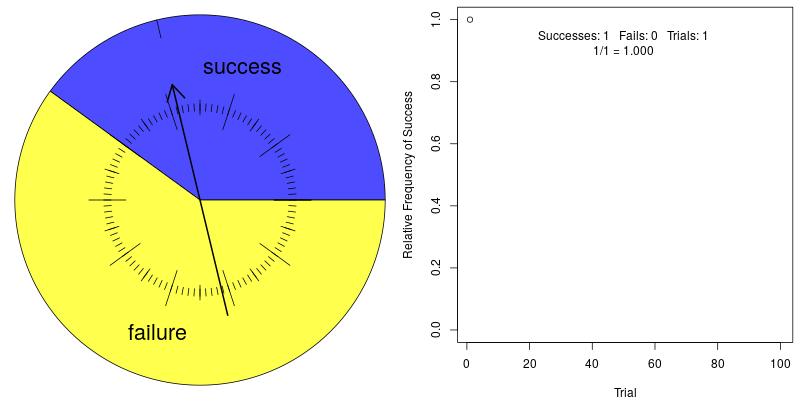 success
failure
Successes: 1   Fails: 0   Trials: 1
1/1 = 1.000
Relative Frequency of Success
1.0
0.8
0.6
0.4
0.2
0.0
0 20 40 60 80 100
Trial